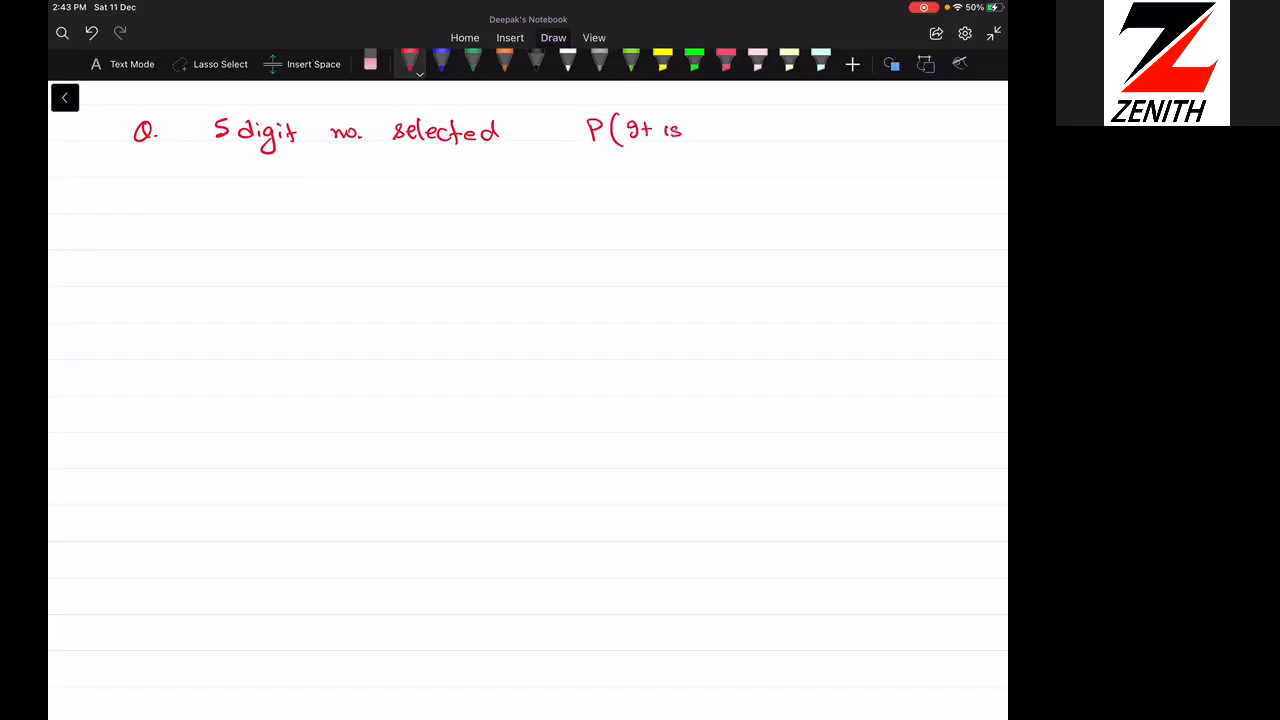 2:43 PM Sat 11 Dec 50%
Deepak's Notebook
Home Insert Draw View
A Text Mode Lasso Select Insert Space
Q. 5 digit no. selected P(It is
ZENITH